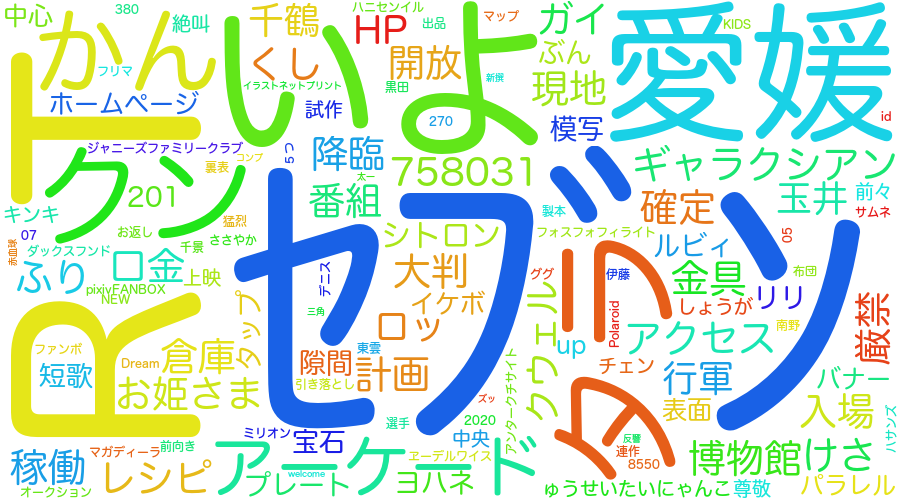 中心
380
絶叫
千鶴
ハニセンイル
HP
出品
マップ
ガイ
愛媛
KIDS
かん
いよ
フリマ
くし
開放
ぶん
ホームページ
イラストネットプリント
黒田
新撰
現地
試作
270
模写
id
RT
ジャニーズファミリークラブ
裏表
コンプ
5つ
降臨
太一
758031
ギャラクシアン
クン
201
セブン
番組
確定
玉井
前々
キンキ
猛烈
お返し
製本
サムネ
07
シトロン
フォスフォフィライト
05
赤血球
ダックスフンド
千景
ささやか
ルビィ
ふり
口金
上映
デニス
大判
ググ
伊藤
金具
布団
pixivFANBOX
NEW
イケボ
しょうが
リリ
三角
ロッ
Polaroid
南野
厳禁
タップ
クウェル
アクセス
ファンボ
Dream
倉庫
隙間
東雲
up
チェン
短歌
計画
行軍
バナー
お姫さま
引き落とし
アンタークチサイト
ズッ
表面
入場
ミリオン
宝石
選手
2020
タラ
反響
ハサンズ
前向き
中央
連作
博物館
けさ
マガディーラ
アーケード
ヱーデルワイス
8550
稼働
レシピ
welcome
プレート
ヨハネ
パラレル
オークション
ゅうせいたいにゃんこ
尊敬